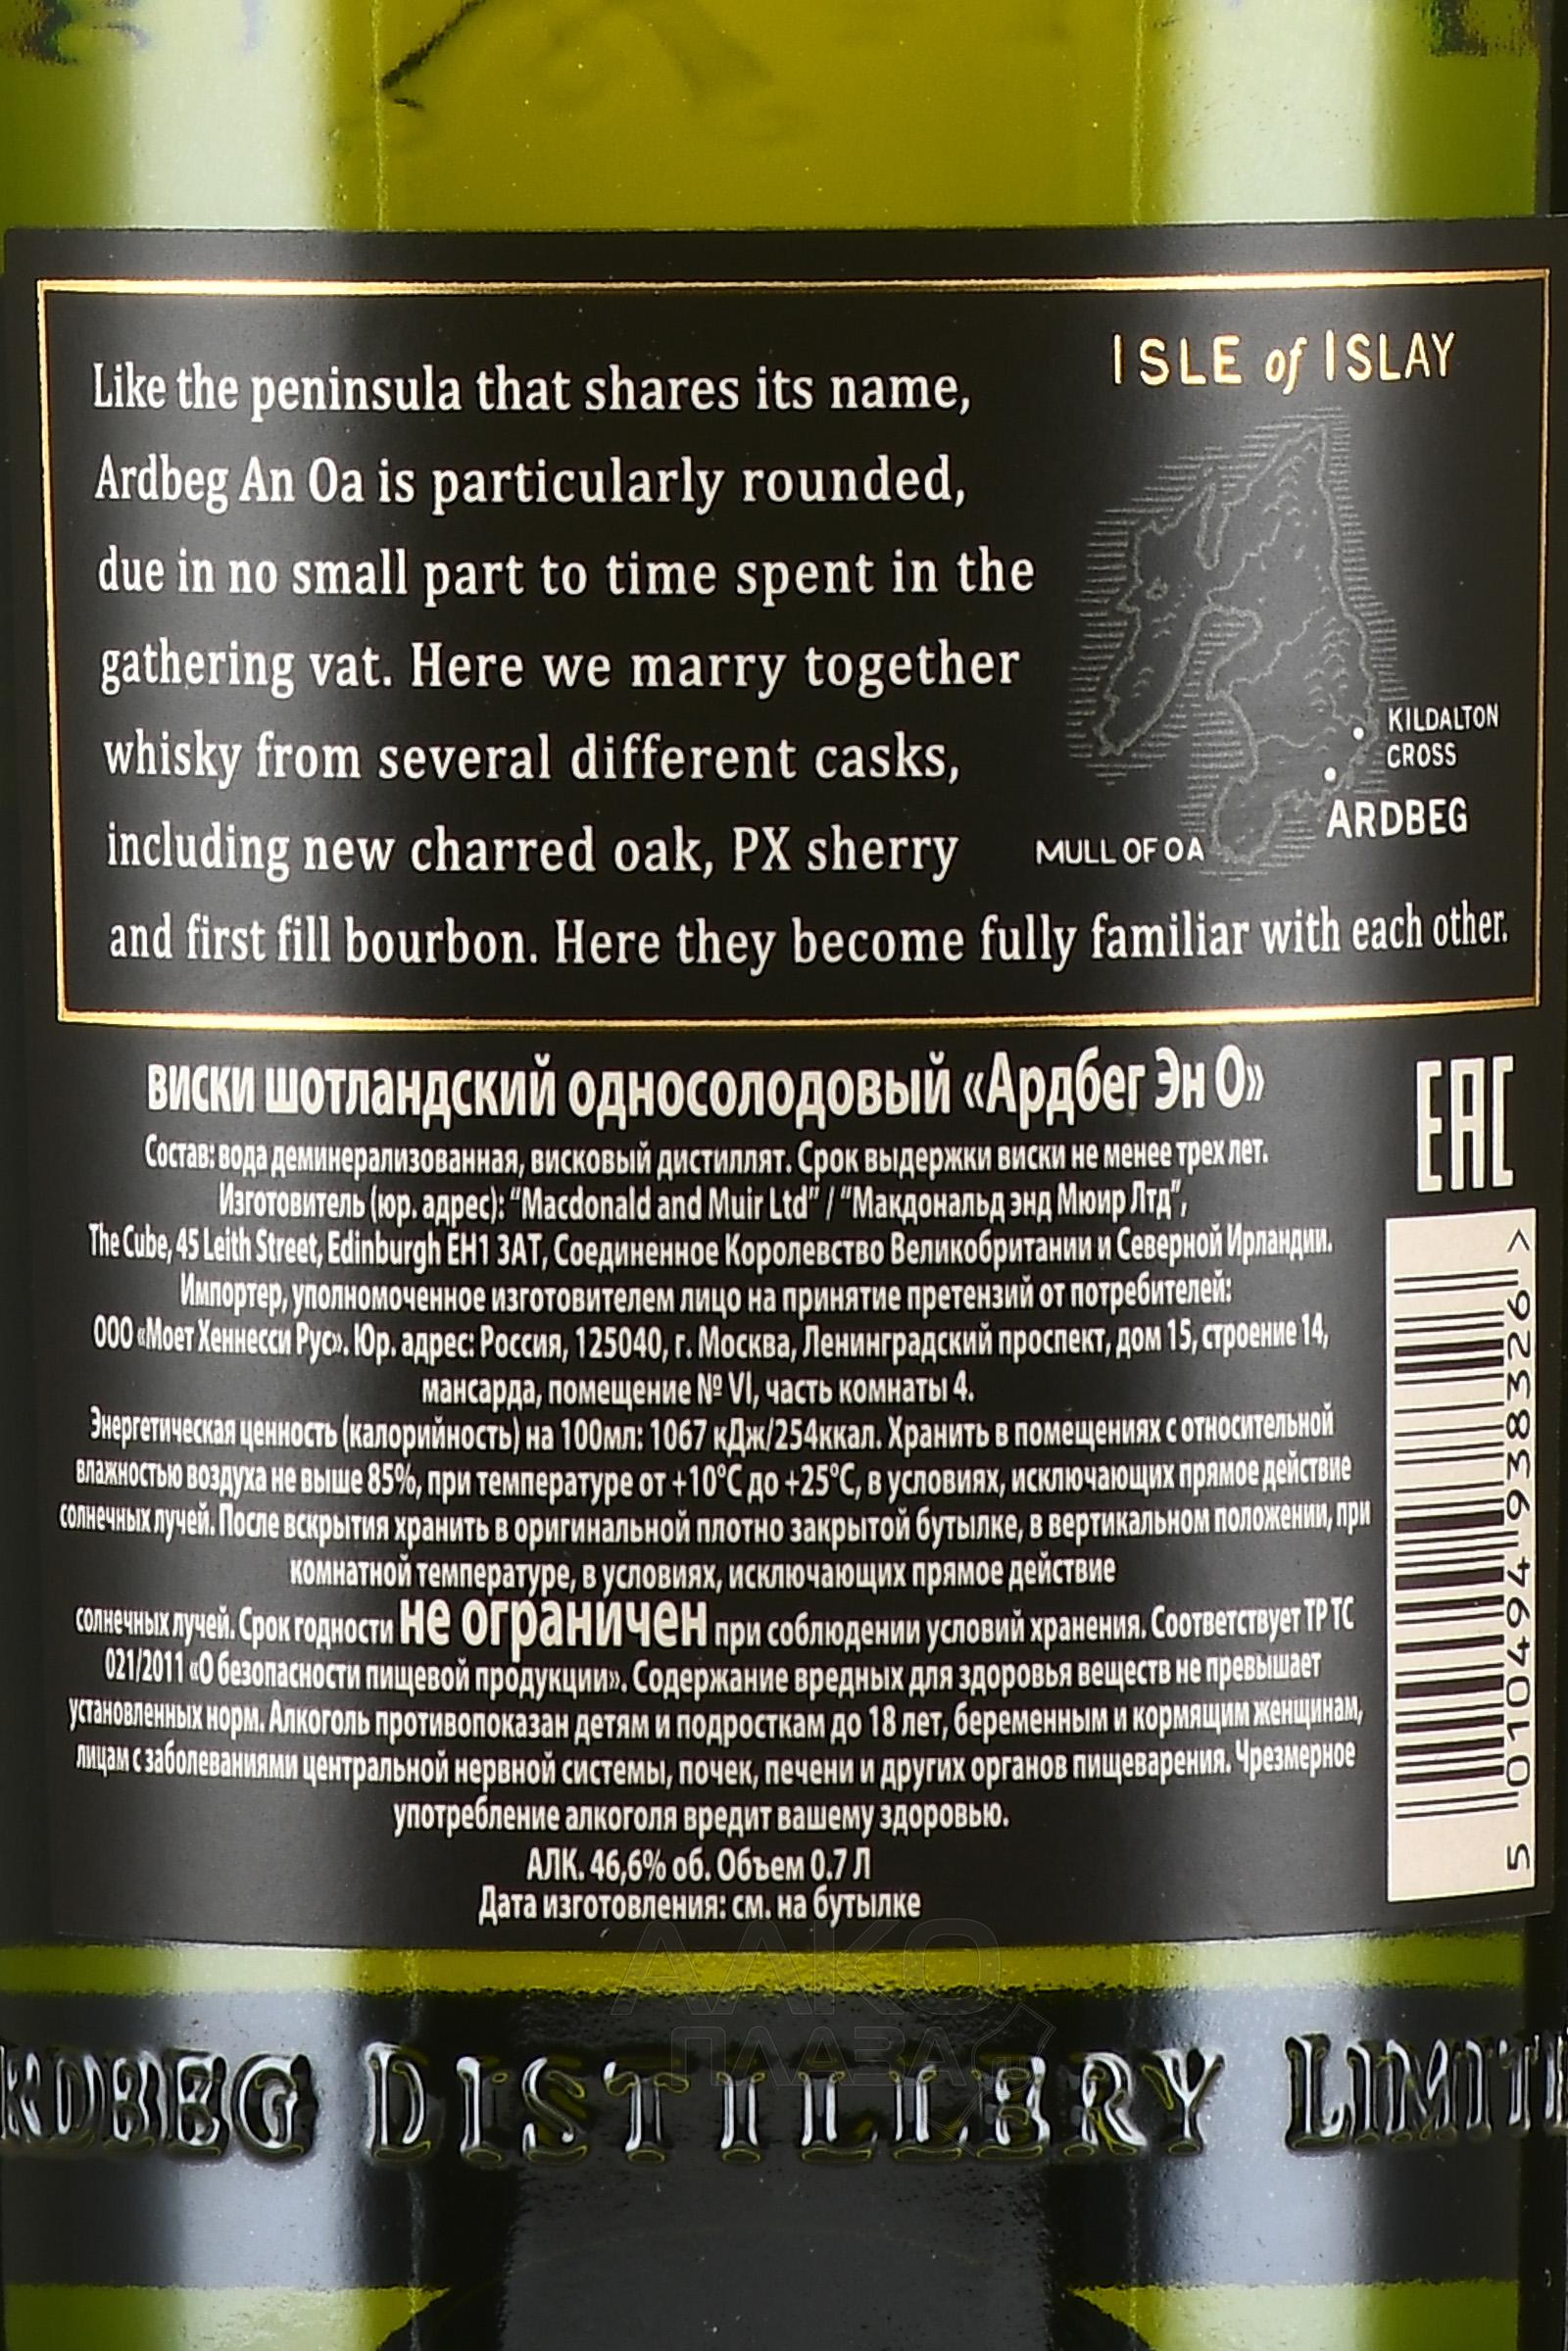 Like the peninsula that shares its name,
Ardbeg An Oa is particularly rounded,
due in no small part to time spent in the
gathering vat. Here we marry together
whisky from several different casks,
including new charred oak, PX sherry
and first fill bourbon. Here they become fully familiar with each other.
ISLE of ISLAY
KILDALTON
CROSS
ARDBEG
MULL OF OA
виски шотландский односолодовый «Ардбег Эн О»
Состав: вода деминерализованная, висковый дистиллят. Срок выдержки виски не менее трех лет.
Изготовитель (юр. адрес): “Macdonald and Muir Ltd” / “Макдональд энд Мюир Лтд”,
The Cube, 45 Leith Street, Edinburgh EH1 3AT, Соединенное Королевство Великобритании и Северной Ирландии.
Импортер, уполномоченное изготовителем лицо на принятие претензий от потребителей:
ООО «Моет Хеннесси Рус». Юр. адрес: Россия, 125040, г. Москва, Ленинградский проспект, дом 15, строение 14,
мансарда, помещение № VI, часть комнаты 4.
Энергетическая ценность (калорийность) на 100мл: 1067 кДж/254ккал. Хранить в помещениях с относительной
влажностью воздуха не выше 85%, при температуре от +10°C до +25°C, в условиях, исключающих прямое действие
солнечных лучей. После вскрытия хранить в оригинальной плотно закрытой бутылке, в вертикальном положении, при
комнатной температуре, в условиях, исключающих прямое действие
солнечных лучей. Срок годности не ограничен при соблюдении условий хранения. Соответствует ТР ТС
021/2011 «О безопасности пищевой продукции». Содержание вредных для здоровья веществ не превышает
установленных норм. Алкоголь противопоказан детям и подросткам до 18 лет, беременным и кормящим женщинам,
лицам с заболеваниями центральной нервной системы, почек, печени и других органов пищеварения. Чрезмерное
употребление алкоголя вредит вашему здоровью.
АЛК. 46,6% об. Объем 0.7 Л
Дата изготовления: см. на бутылке
EAC
5 010494 938326 >
ААКО
ПЛАЗА
RDBEG DISTILLERY LIMITE